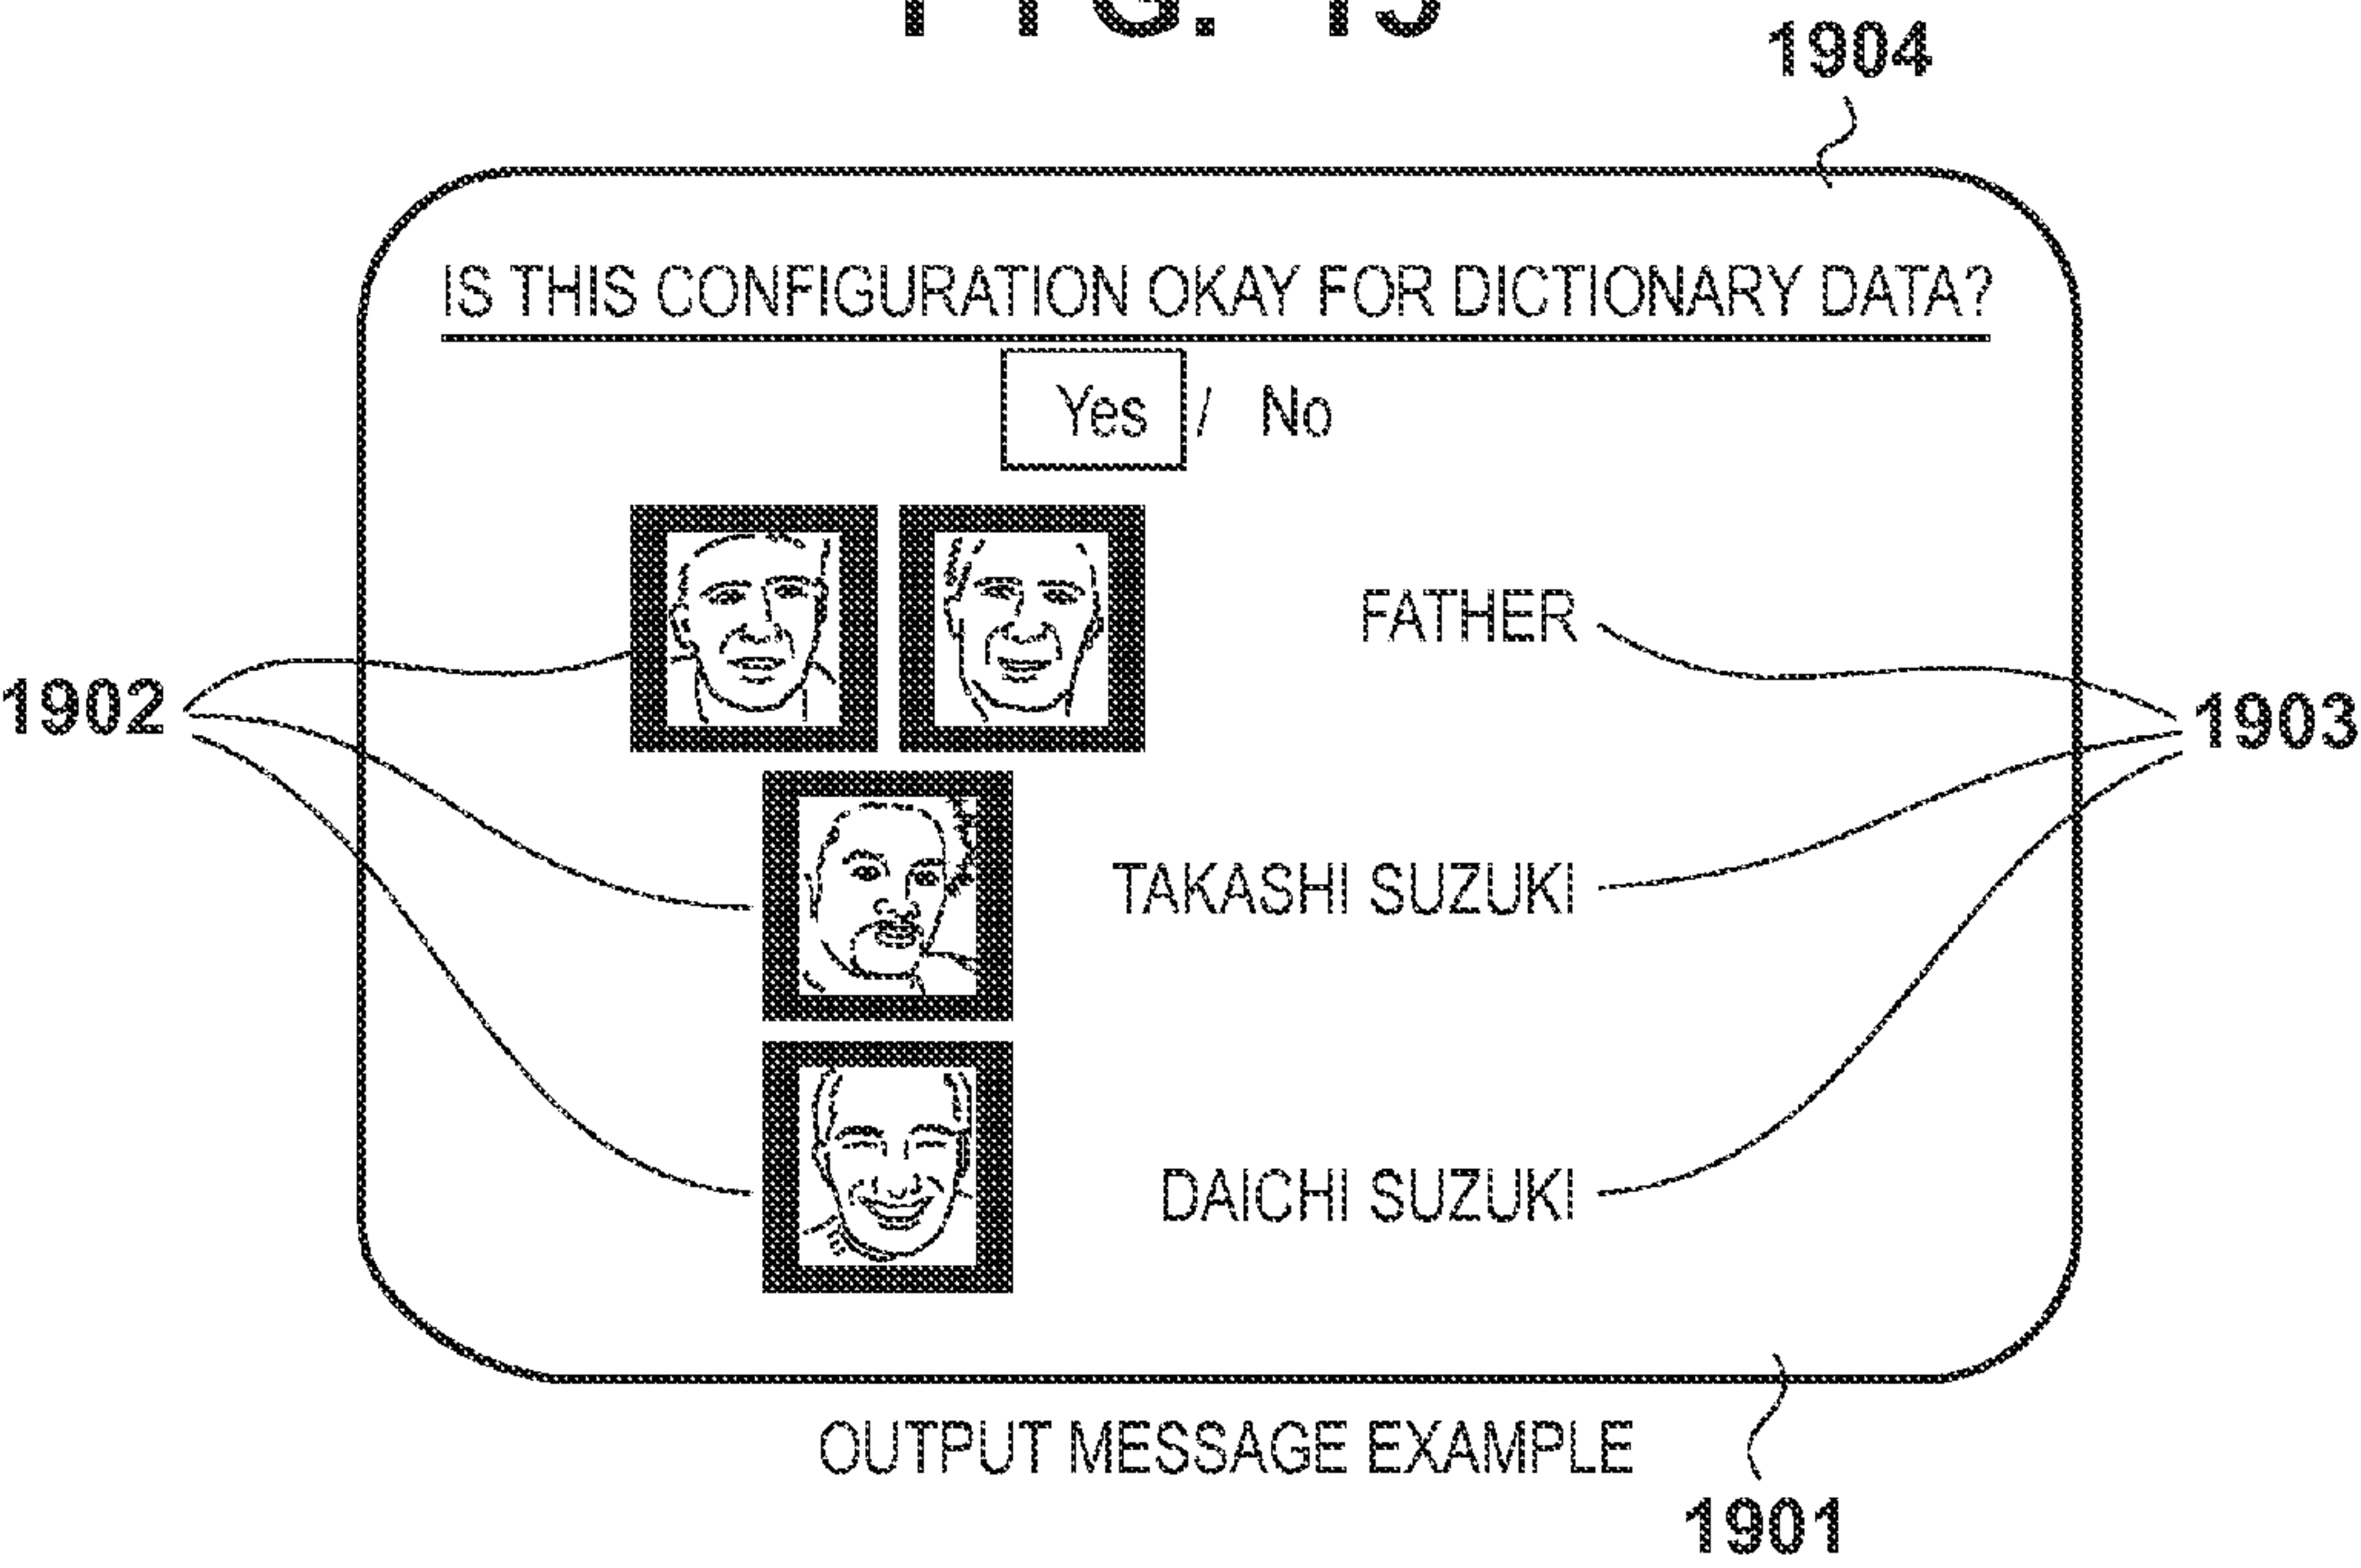 FIG.
1904
IS THIS CONFIGURATION OKAY FOR DICTIONARY DATA?
Yes / No
FATHER
1902
1903
TAKASHI SUZUKI
DAICHI SUZUKI
OUTPUT MESSAGE EXAMPLE
1901